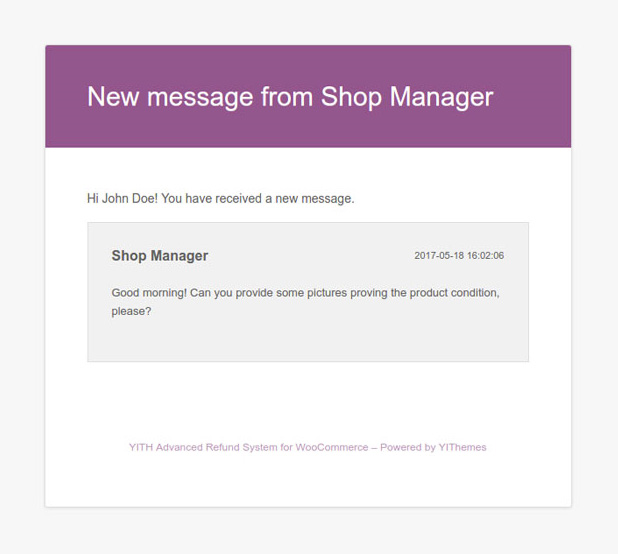 New message from Shop Manager
Hi John Doe! You have received a new message.
Shop Manager
2017-05-18 16:02:06
Good morning! Can you provide some pictures proving the product condition,
please?
YITH Advanced Refund System for WooCommerce – Powered by YIThemes